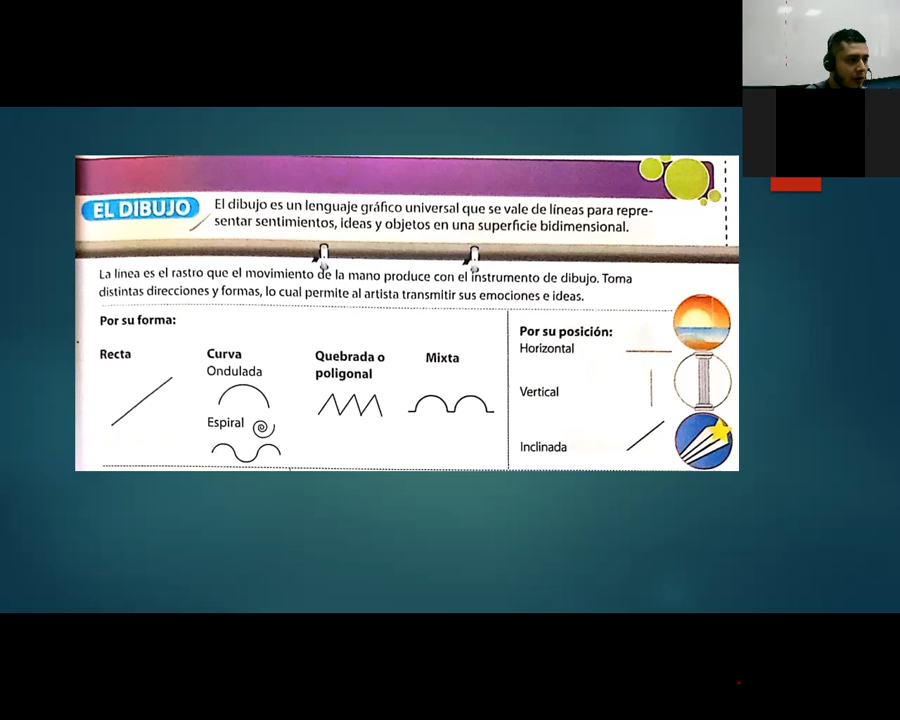 EL DIBUJO
El dibujo es un lenguaje gráfico universal que se vale de líneas para repre-
sentar sentimientos, ideas y objetos en una superficie bidimensional.
La línea es el rastro que el movimiento de la mano produce con el instrumento de dibujo. Toma
distintas direcciones y formas, lo cual permite al artista transmitir sus emociones e ideas.
Por su forma:
Recta
Curva
Ondulada
Espiral
Quebrada o
poligonal
Mixta
Por su posición:
Horizontal
Vertical
Inclinada